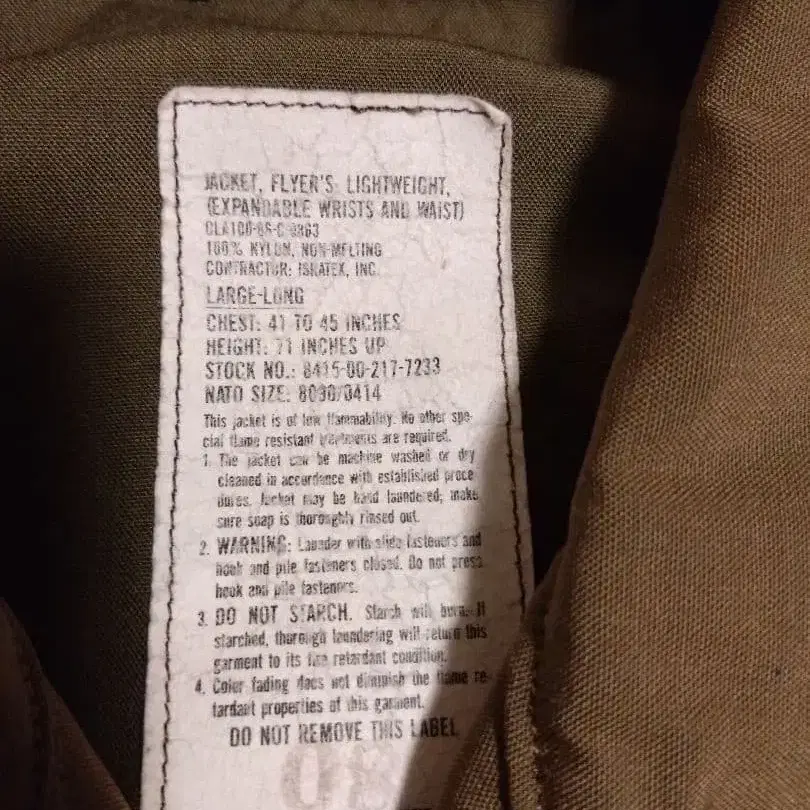 JACKET, FLYER'S: LIGHTWEIGHT,
(EXPANDABLE WRISTS AND WAIST)
100% NYLON, NON-MELTING
CONTRACTOR: ISRATEX, INC.
LARGE-LONG
CHEST: 41 TO 45 INCHES
HEIGHT: 71 INCHES UP
STOCK NO.: 8415-00-217-7233
NATO SIZE: 8090/0414
This jacket is of low flammability. No other spe-
cial flame resistant treatments are required.
1. The jacket can be machine washed or dry
cleaned in accordance with established proce
dures. Jacket may be hand laundered; make
sure soap is thoroughly rinsed out.
2. WARNING: Launder with slide fasteners and
hook and pile fasteners closed. Do not press
hook and pile fasteners.
3. DO NOT STARCH. Starch will burn. If
starched, thorough laundering will return this
garment to its fire retardant condition.
4. Color fading does not diminish the flame re-
tardant properties of this garment.
DO NOT REMOVE THIS LABEL